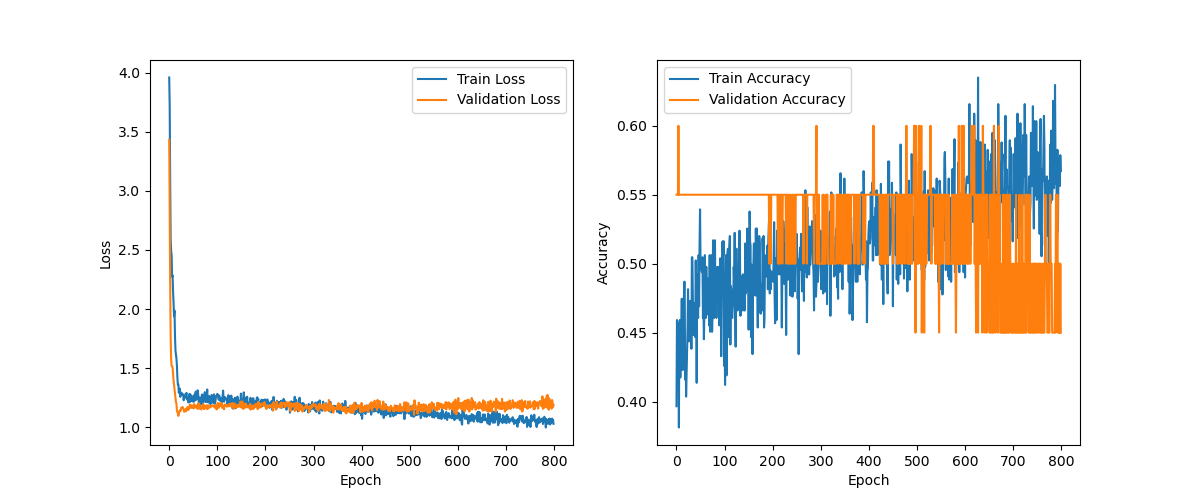 4.0
3.5
3.0
2.5
2.0
1.5
1.0
Loss
0 100 200 300 400 500 600 700 800
Epoch
Train Loss
Validation Loss
0.60
0.55
0.50
0.45
0.40
Accuracy
0 100 200 300 400 500 600 700 800
Epoch
Train Accuracy
Validation Accuracy